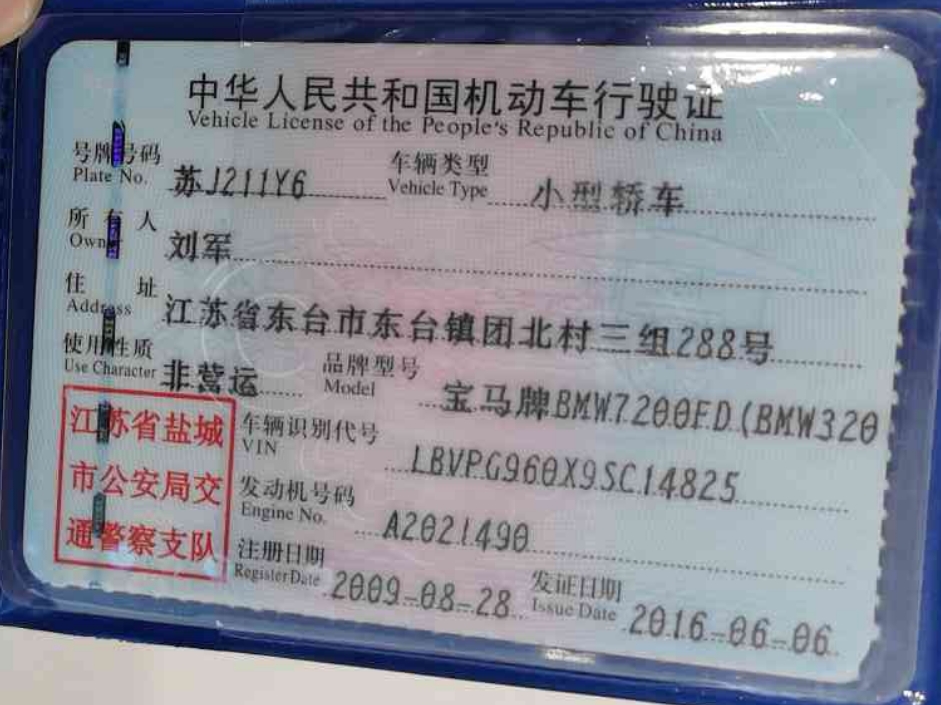 中华人民共和国机动车行驶证
Vehicle License of the People's Republic of China
号牌号码 苏J211Y6 车辆类型 小型轿车
Plate No. Vehicle Type
所有人 刘军
Owner
住址 江苏省东台市东台镇团北村三组288号
Address
使用性质 非营运 品牌型号 宝马牌BMW7200FD(BMW320
Use Character Model
江苏省盐城
市公安局交
通警察支队
车辆识别代号 LBVPG960X9SC14825
VIN
发动机号码 A2021490
Engine No.
注册日期 2009-08-28 发证日期 2016-06-06
Register Date Issue Date